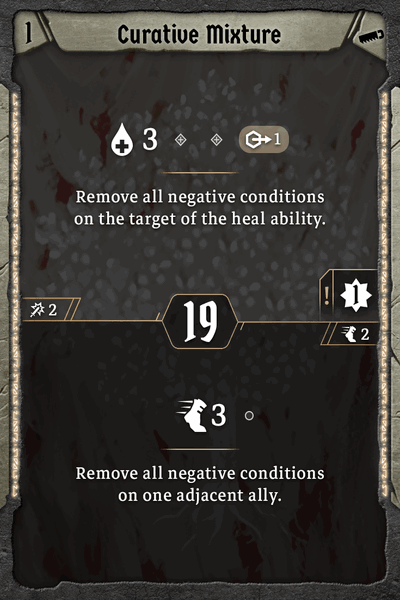 1
Curative Mixture
3
1
Remove all negative conditions
on the target of the heal ability.
! 1
2
19
2
3
Remove all negative conditions
on one adjacent ally.